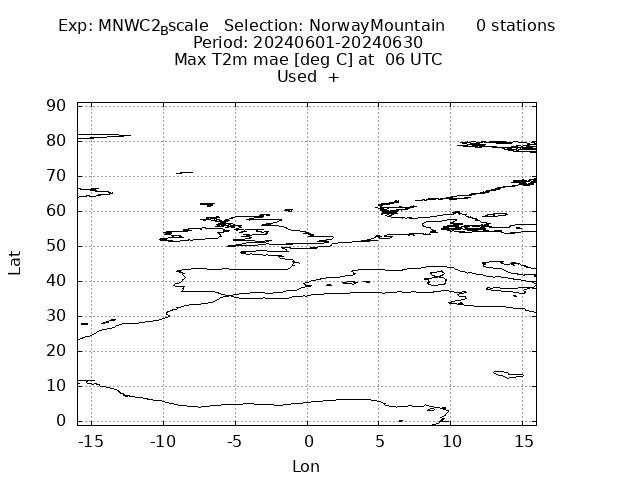 Exp: MNWC2_Bscale   Selection: NorwayMountain      0 stations
Period: 20240601-20240630
Max T2m mae [deg C] at  06 UTC
Used  +
90
80
70
60
50
40
30
20
10
0
-15 -10 -5 0 5 10 15
Lat
Lon